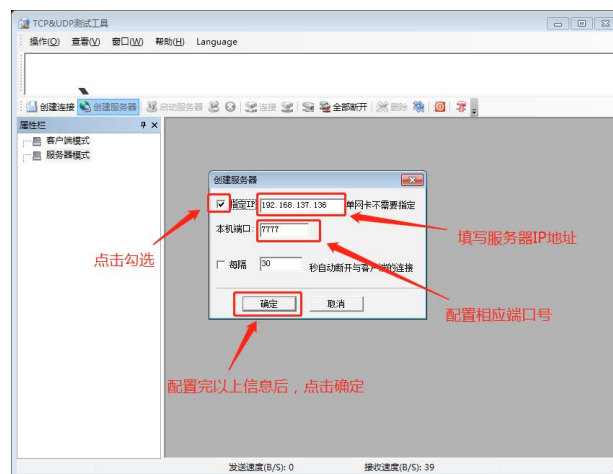 TCP&UDP测试工具
操作(O) 查看(V) 窗口(W) 帮助(H) Language
创建连接 创建服务器 启动服务器 连接 全部断开 删除
属性栏
客户端模式
服务器模式
创建服务器
指定IP: 192.168.137.136 单网卡不需要指定
本机端口: 7777
每隔 30 秒自动断开与客户端的连接
确定 取消
点击勾选
填写服务器IP地址
配置相应端口号
配置完以上信息后，点击确定
发送速度(B/S): 0 接收速度(B/S): 39